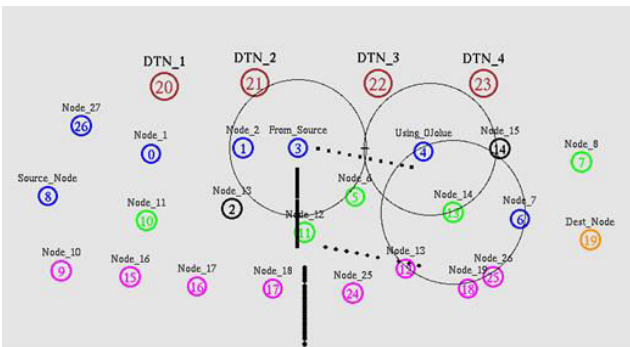 DTN_1 DTN_2 DTN_3 DTN_4
20 21 22 23
Node_27
26
Node_1 Node_2 From_Source Using_OJolue Node_15 Node_8
0 1 3 4 14 7
Source_Node Node_11 Node_13 Node_12 Node_6 Node_14 Node_7 Dest_Node
8 10 2 11 5 13 6 19
Node_10 Node_16 Node_17 Node_18 Node_25 Node_13 Node_19 Node_26
9 15 16 17 24 12 18 25